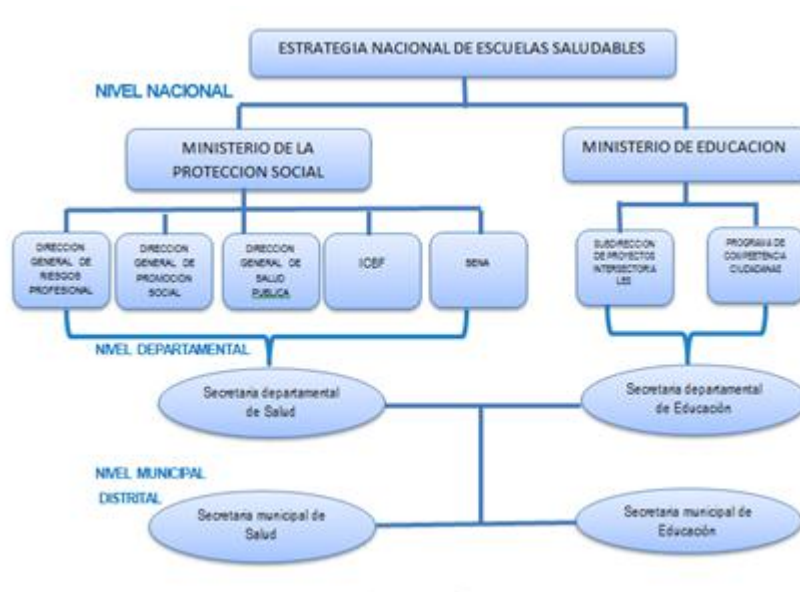 ESTRATEGIA NACIONAL DE ESCUELAS SALUDABLES
NIVEL NACIONAL
MINISTERIO DE LA
PROTECCION SOCIAL
MINISTERIO DE EDUCACION
DIRECCION
GENERAL DE
RIESGOS
PROFESIONAL
DIRECCION
GENERAL DE
PROMOCION
SOCIAL
DIRECCION
GENERAL DE
SALUD
PUBLICA
ICBF
SENA
SUBDIRECCION
DE PROYECTOS
INTERSECTORIA
LES
PROGRAMA DE
COMPETENCIA
CIUDADANAS
NIVEL DEPARTAMENTAL
Secretaria departamental
de Salud
Secretaria departamental
de Educación
NIVEL MUNICIPAL
DISTRITAL
Secretaria municipal de
Salud
Secretaria municipal de
Educación